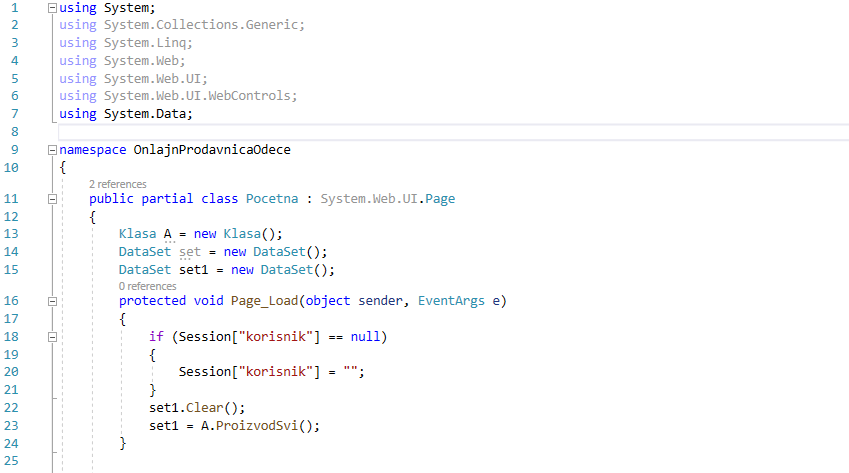 1 using System;
2 using System.Collections.Generic;
3 using System.Linq;
4 using System.Web;
5 using System.Web.UI;
6 using System.Web.UI.WebControls;
7 using System.Data;
8
9 namespace OnlajnProdavnicaOdece
10 {
2 references
11 public partial class Pocetna : System.Web.UI.Page
12 {
13 Klasa A = new Klasa();
14 DataSet set = new DataSet();
15 DataSet set1 = new DataSet();
0 references
16 protected void Page_Load(object sender, EventArgs e)
17 {
18 if (Session["korisnik"] == null)
19 {
20 Session["korisnik"] = "";
21 }
22 set1.Clear();
23 set1 = A.ProizvodSvi();
24 }
25